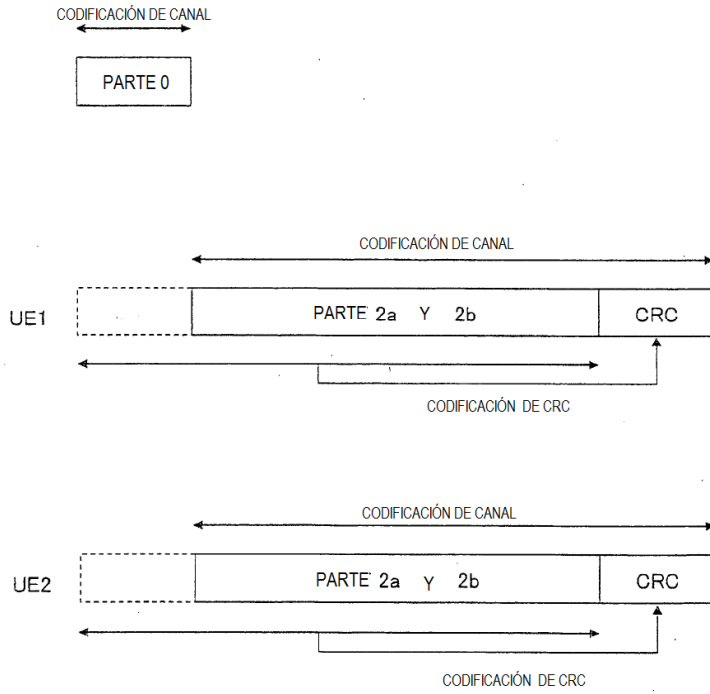 CODIFICACIÓN DE CANAL
PARTE 0
CODIFICACIÓN DE CANAL
UE1
PARTE 2a Y 2b
CRC
CODIFICACIÓN DE CRC
CODIFICACIÓN DE CANAL
UE2
PARTE 2a Y 2b
CRC
CODIFICACIÓN DE CRC